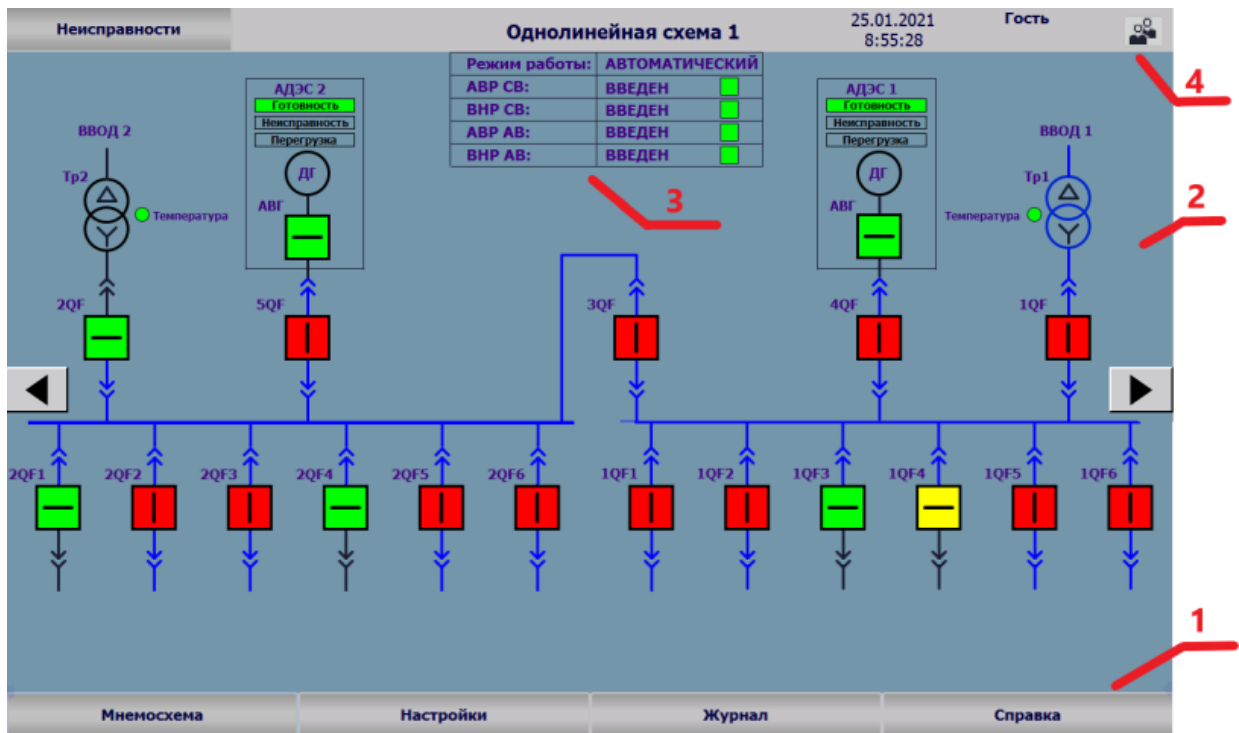 Неисправности
Однолинейная схема 1
25.01.2021
8:55:28
Гость
4
Режим работы: АВТОМАТИЧЕСКИЙ
АВР СВ: ВВЕДЕН
ВНР СВ: ВВЕДЕН
АВР АВ: ВВЕДЕН
ВНР АВ: ВВЕДЕН
3
АДЭС 2
Готовность
Неисправность
Перегрузка
ДГ
АВГ
АДЭС 1
Готовность
Неисправность
Перегрузка
ДГ
АВГ
ВВОД 2
Тр2
Температура
ВВОД 1
Тр1
Температура
2
2QF 5QF 3QF 4QF 1QF
2QF1 2QF2 2QF3 2QF4 2QF5 2QF6 1QF1 1QF2 1QF3 1QF4 1QF5 1QF6
1
Мнемосхема Настройки Журнал Справка